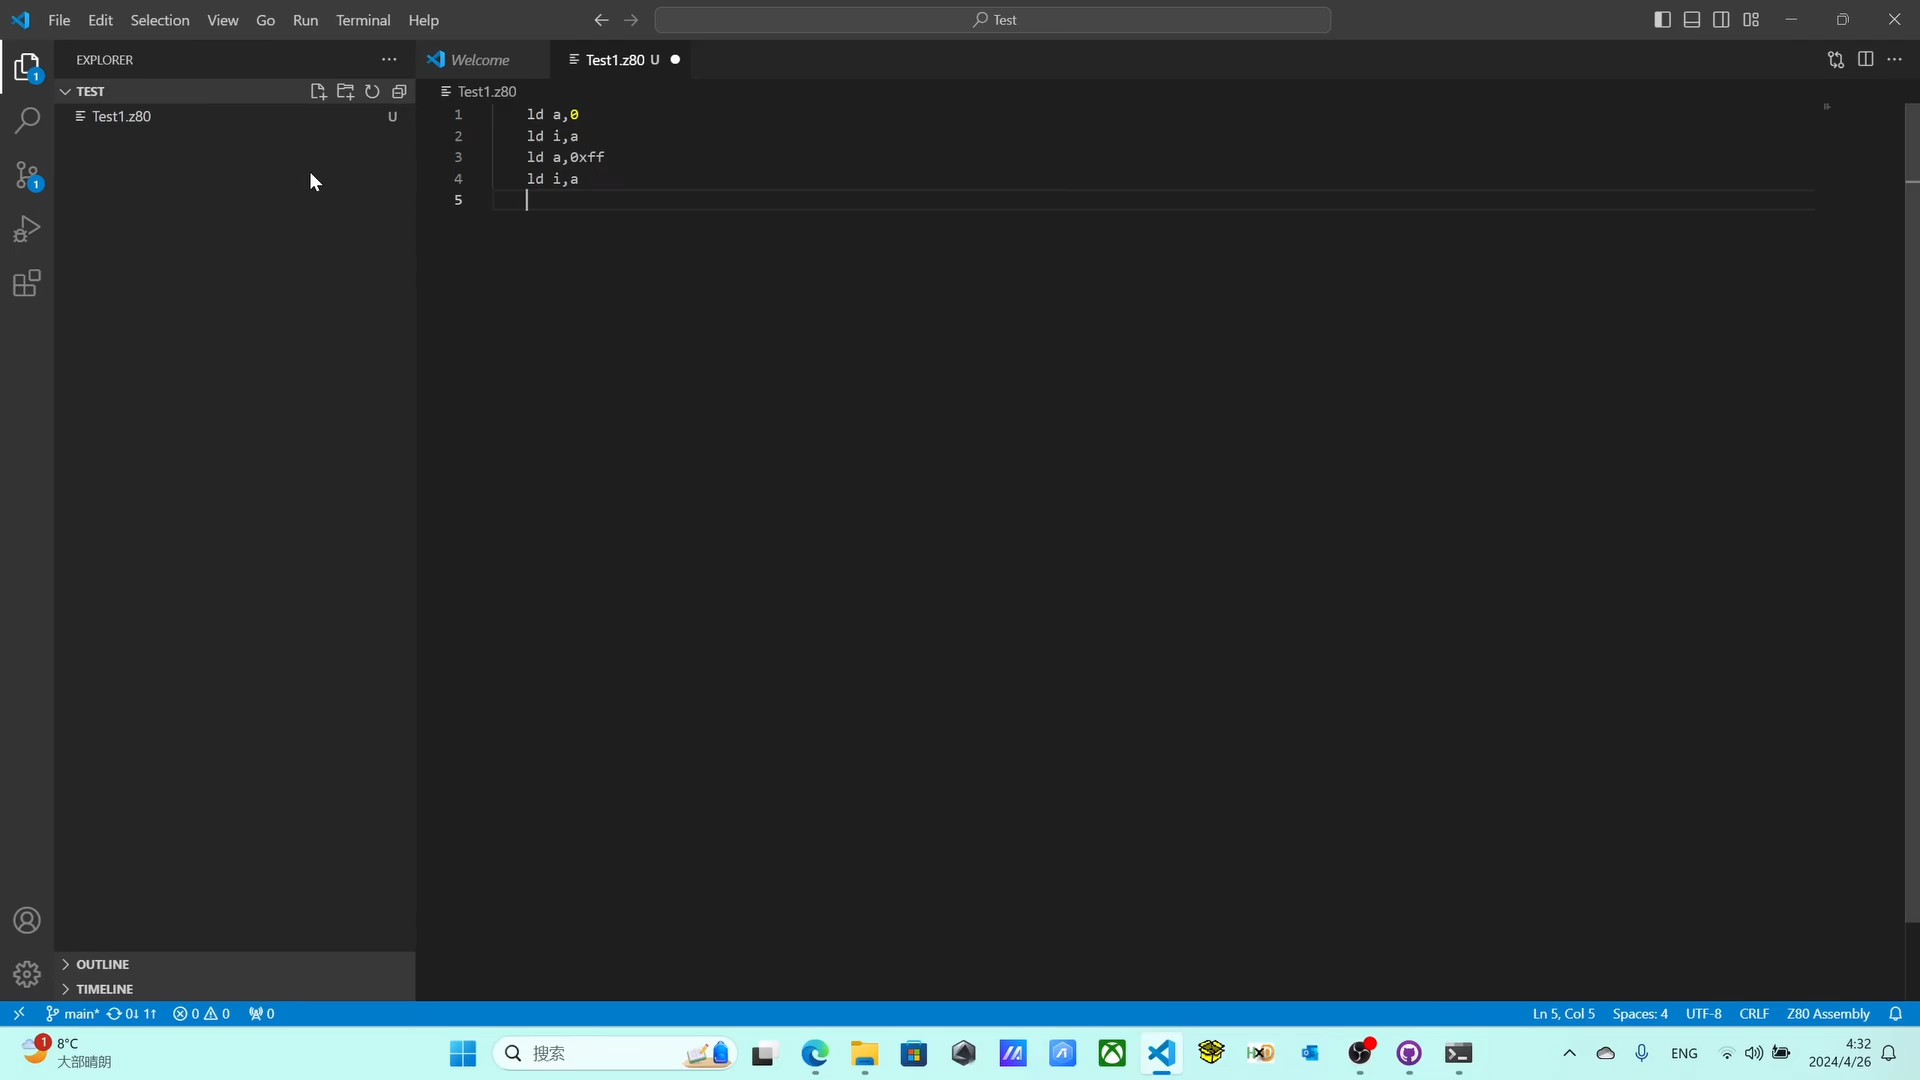 File Edit Selection View Go Run Terminal Help
Test
EXPLORER
Welcome
Test1.z80 U
TEST
Test1.z80
Test1.z80 U
1 ld a,0
2 ld i,a
3 ld a,0xff
4 ld i,a
5
1
1
OUTLINE
TIMELINE
main* 0↓ 1↑ 0 0 0
Ln 5, Col 5 Spaces: 4 UTF-8 CRLF Z80 Assembly
1
8°C
大部晴朗
搜索
ENG
4:32
2024/4/26